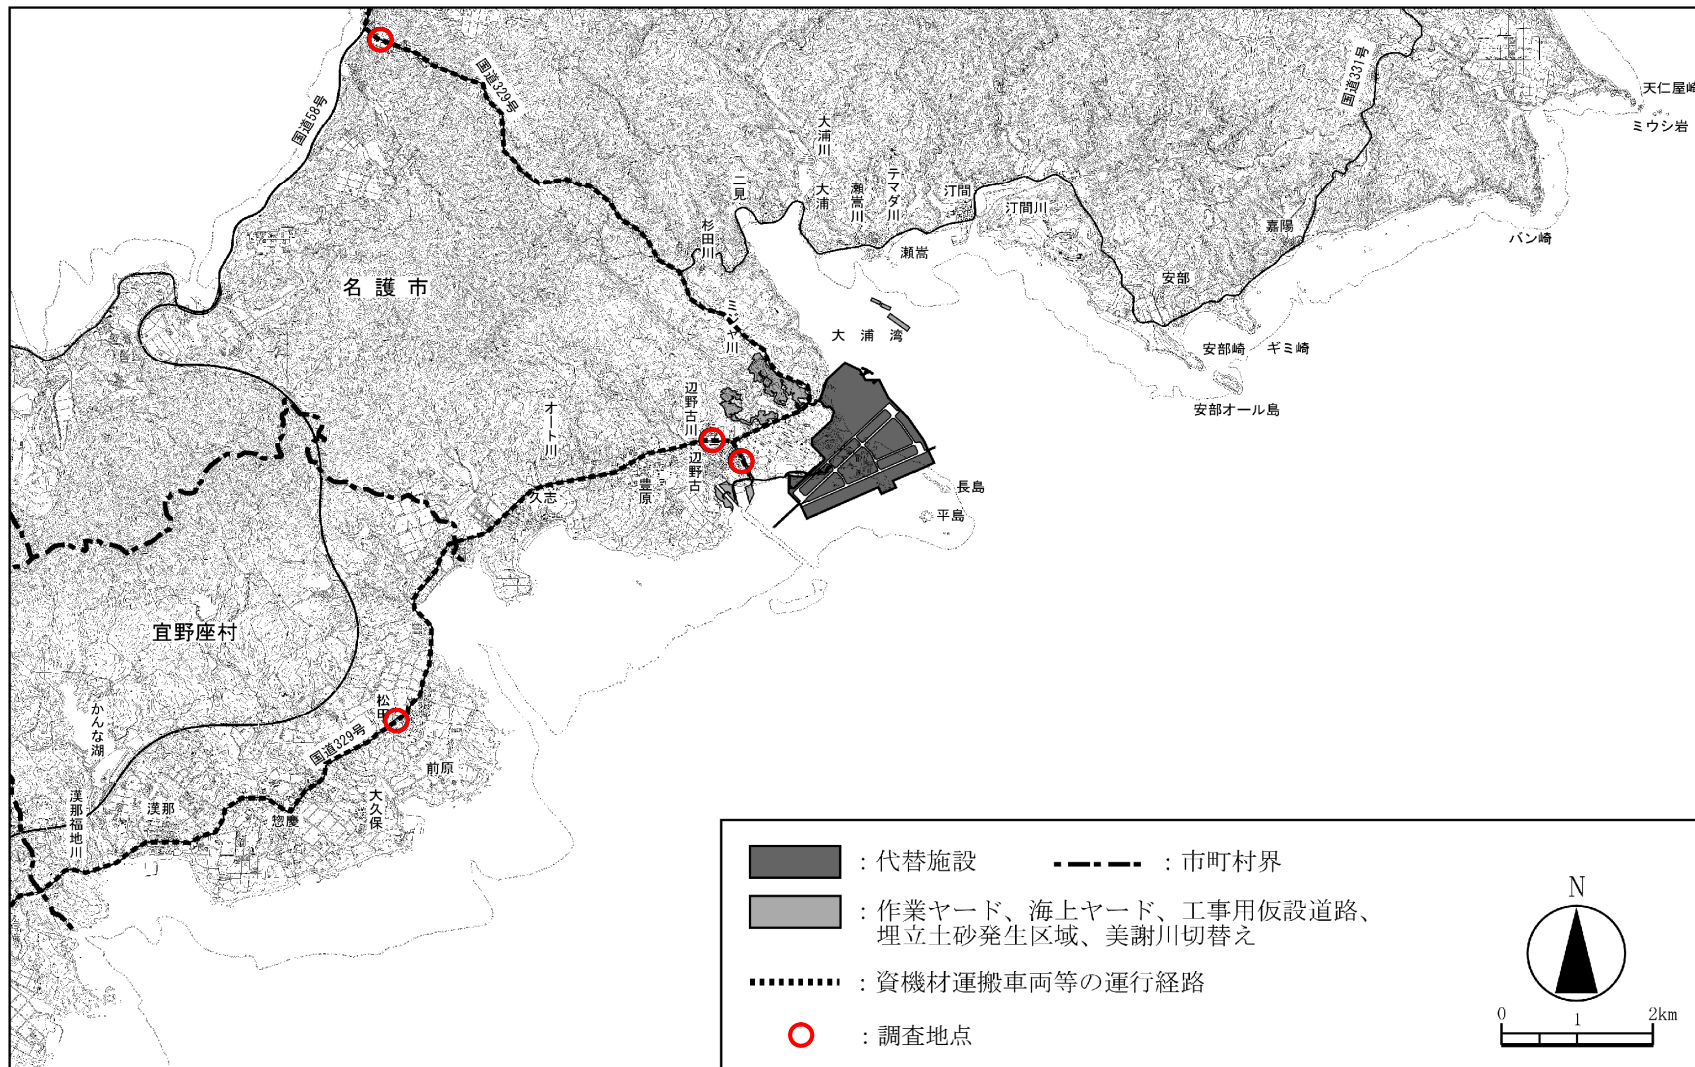 国道58号
国道329号
国道331号
天仁屋崎
ミウシ岩
バン崎
大浦川
二見
大浦
瀬嵩川
テマダ川
汀間
汀間川
杉田川
瀬嵩
嘉陽
安部
名護市
ミジャ川
大浦湾
安部崎
ギミ崎
安部オール島
辺野古川
オート川
辺野古
豊原
久志
長島
平島
宜野座村
かんな湖
松田
国道329号
前原
大久保
惣慶
漢那
漢那福地川
：代替施設
：市町村界
：作業ヤード、海上ヤード、工事用仮設道路、
埋立土砂発生区域、美謝川切替え
：資機材運搬車両等の運行経路
：調査地点
N
0 1 2km